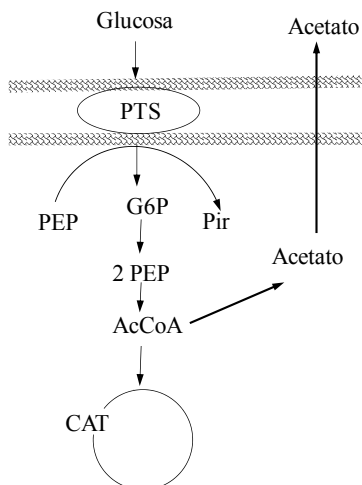 Glucosa
Acetato
PTS
PEP
G6P
Pir
2 PEP
Acetato
AcCoA
CAT